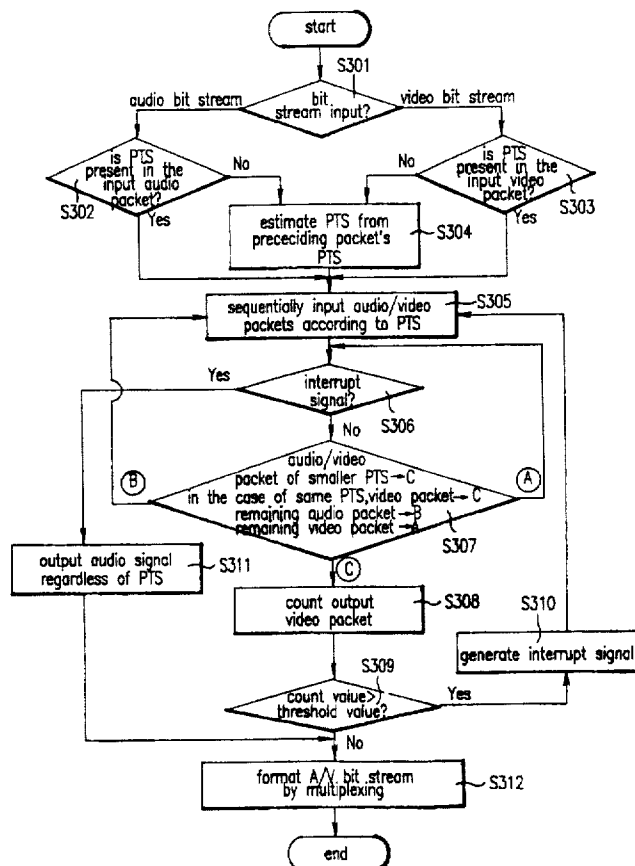 start
S301
audio bit stream
bit
stream input?
video bit stream
is PTS
present in the
input audio
packet?
S302
No
Yes
No
is PTS
present in the
input video
packet?
S303
Yes
estimate PTS from
prececiding packet's
PTS
S304
sequentially input audio/video
packets according to PTS
S305
Yes
interrupt
signal?
S306
No
B
audio/video
packet of smaller PTS→C
in the case of same PTS,video packet→C
remaining audio packet→B
remaining video packet→A
S307
A
output audio signal
regardless of PTS
S311
C
count output
video packet
S308
S310
generate interrupt signal
S309
count value>
threshold value?
Yes
No
format A/V bit stream
by multiplexing
S312
end